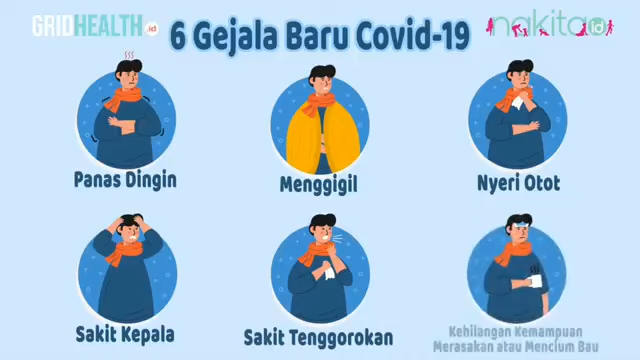 GRIDHEALTH.id
nakita.id
6 Gejala Baru Covid-19
Panas Dingin
Menggigil
Nyeri Otot
Sakit Kepala
Sakit Tenggorokan
Kehilangan Kemampuan
Merasakan atau Mencium Bau